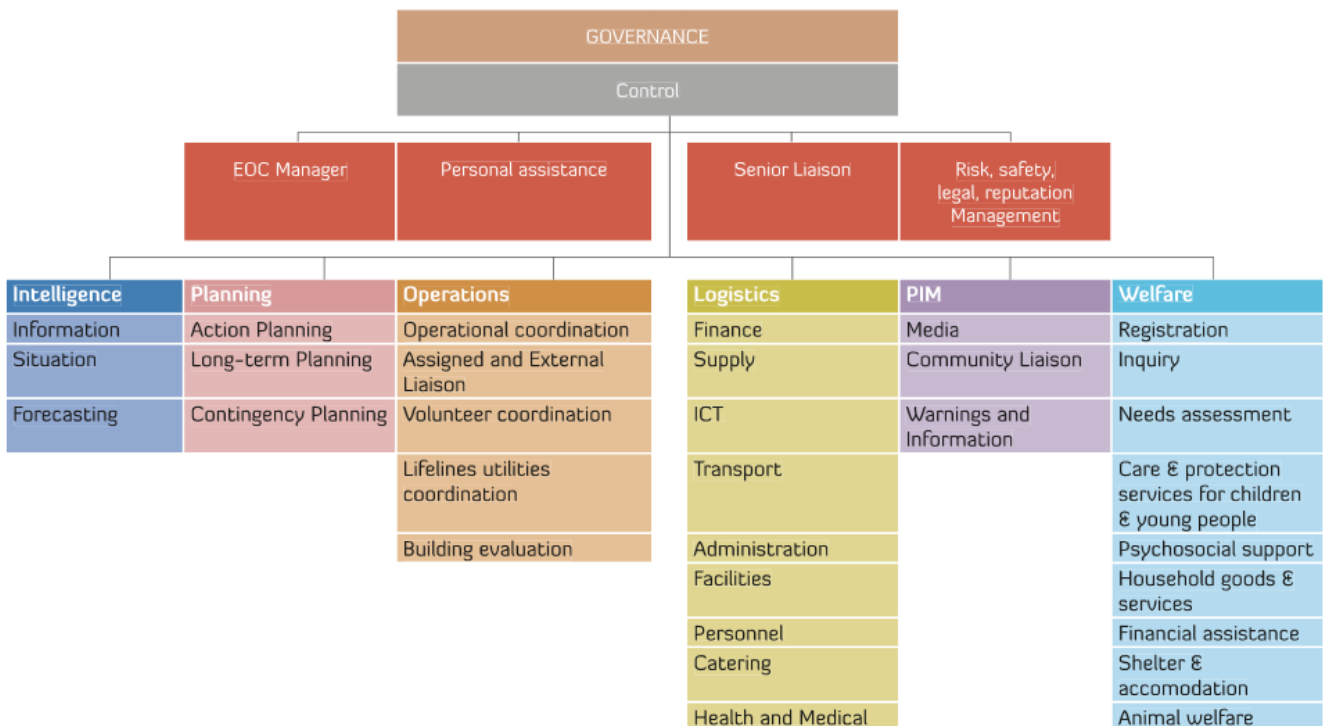 GOVERNANCE
Control
EOC Manager
Personal assistance
Senior Liaison
Risk, safety,
legal, reputation
Management
Intelligence
Information
Situation
Forecasting
Planning
Action Planning
Long-term Planning
Contingency Planning
Operations
Operational coordination
Assigned and External
Liaison
Volunteer coordination
Lifelines utilities
coordination
Building evaluation
Logistics
Finance
Supply
ICT
Transport
Administration
Facilities
Personnel
Catering
Health and Medical
PIM
Media
Community Liaison
Warnings and
Information
Welfare
Registration
Inquiry
Needs assessment
Care & protection
services for children
& young people
Psychosocial support
Household goods &
services
Financial assistance
Shelter &
accomodation
Animal welfare